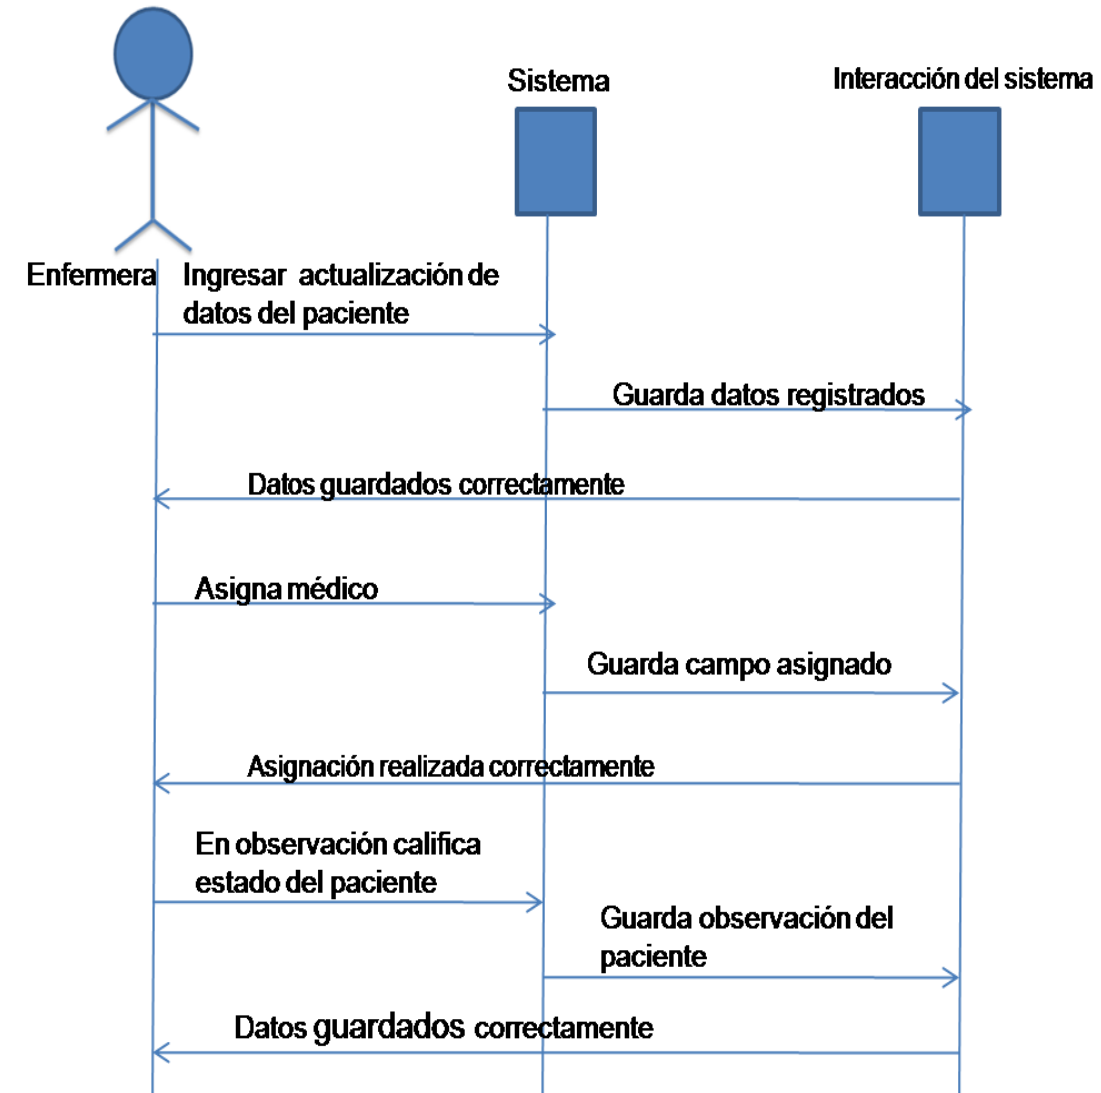 Sistema
Interacción del sistema
Enfermera
Ingresar actualización de
datos del paciente
Guarda datos registrados
Datos guardados correctamente
Asigna médico
Guarda campo asignado
Asignación realizada correctamente
En observación califica
estado del paciente
Guarda observación del
paciente
Datos guardados correctamente